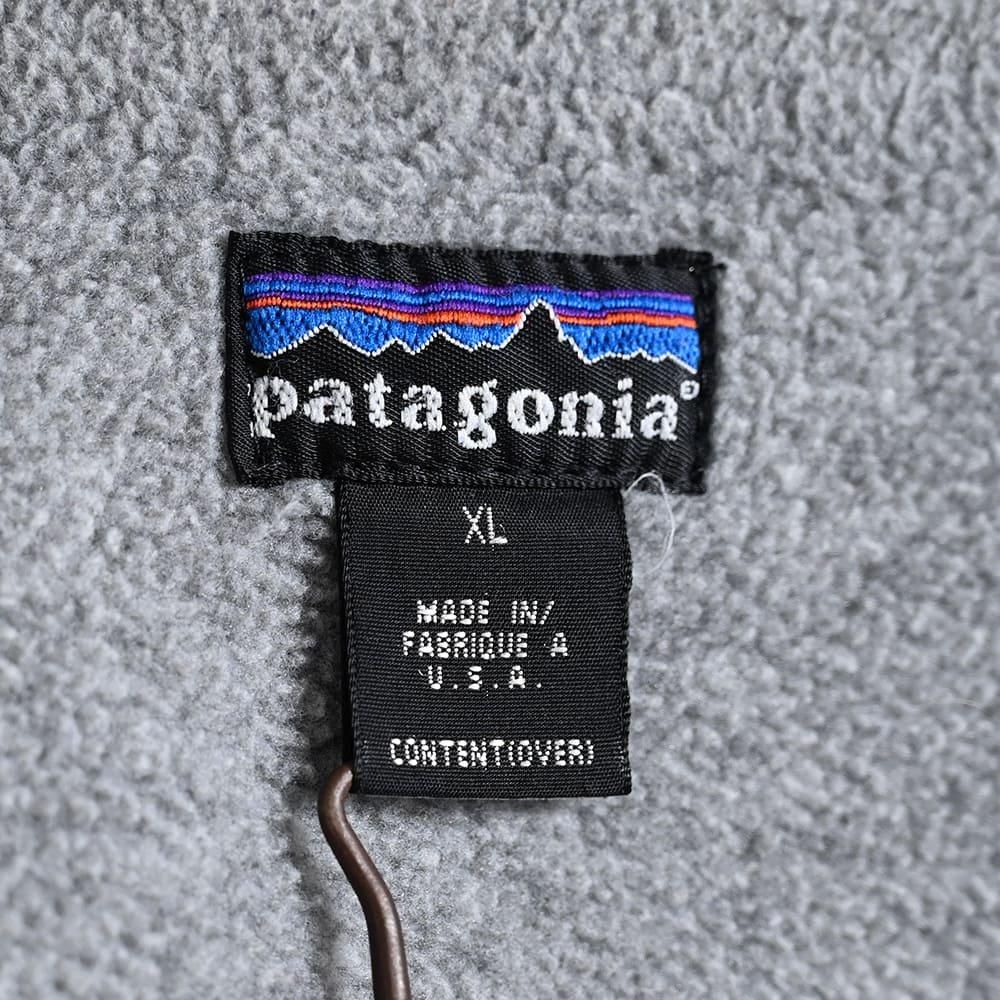 patagonia®
XL
MADE IN/
FABRIQUE A
U.S.A.
CONTENT(OVER)